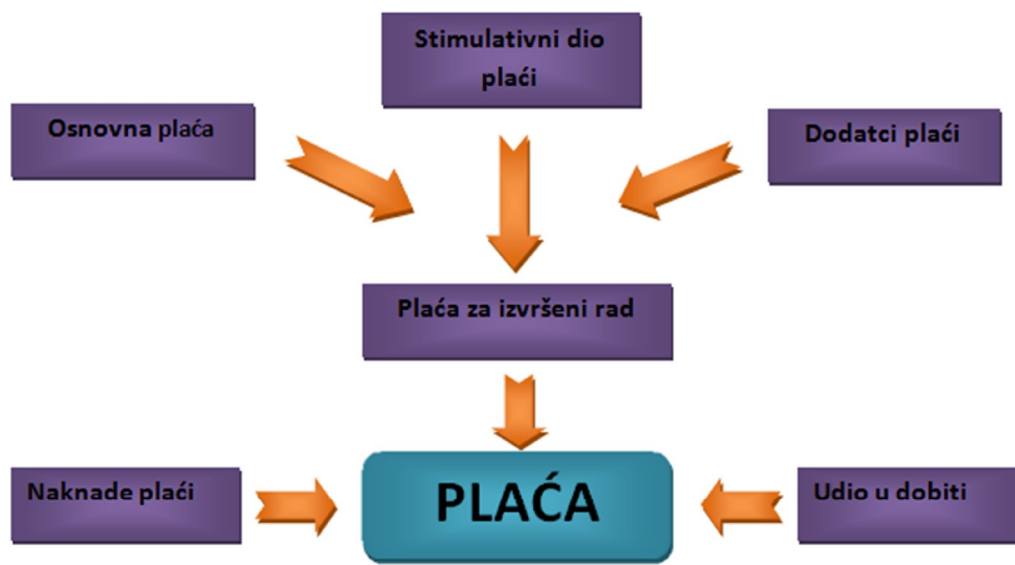 Stimulativni dio
plaći
Osnovna plaća
Dodatci plaći
Plaća za izvršeni rad
Naknade plaći
PLAĆA
Udio u dobiti